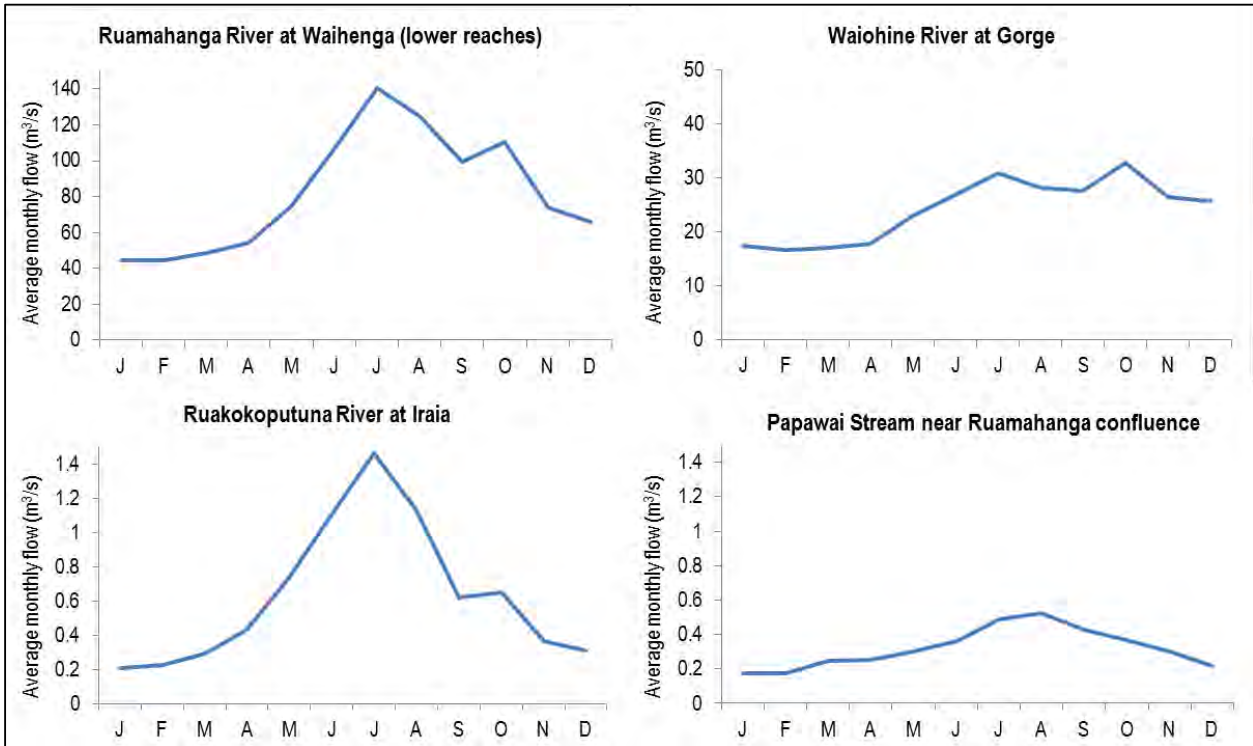 Ruamahanga River at Waihenga (lower reaches)
Average monthly flow (m³/s)
140
120
100
80
60
40
20
0
J F M A M J J A S O N D
Waiohine River at Gorge
Average monthly flow (m³/s)
50
40
30
20
10
0
J F M A M J J A S O N D
Ruakokoputuna River at Iraia
Average monthly flow (m³/s)
1.4
1.2
1
0.8
0.6
0.4
0.2
0
J F M A M J J A S O N D
Papawai Stream near Ruamahanga confluence
Average monthly flow (m³/s)
1.4
1.2
1
0.8
0.6
0.4
0.2
0
J F M A M J J A S O N D